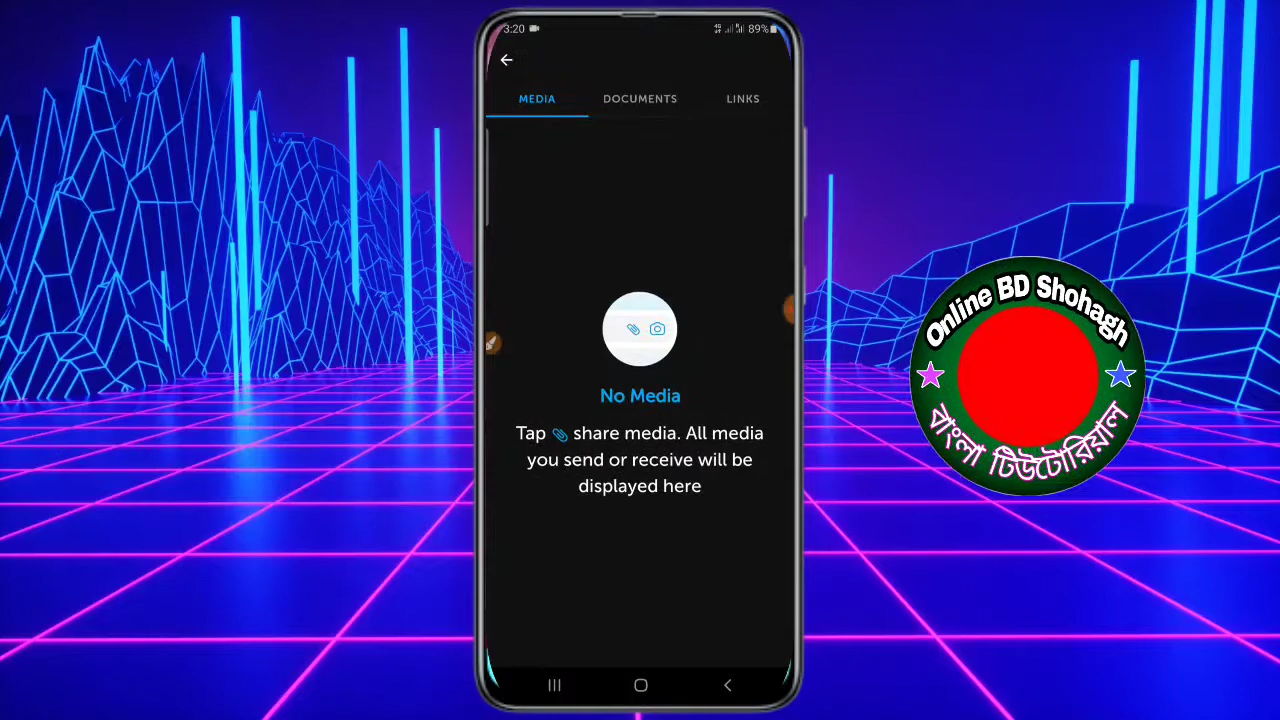 3:20
89%
MEDIA
DOCUMENTS
LINKS
No Media
Tap share media. All media
you send or receive will be
displayed here
Online BD Shohagh
বাংলা টিউটোরিয়াল